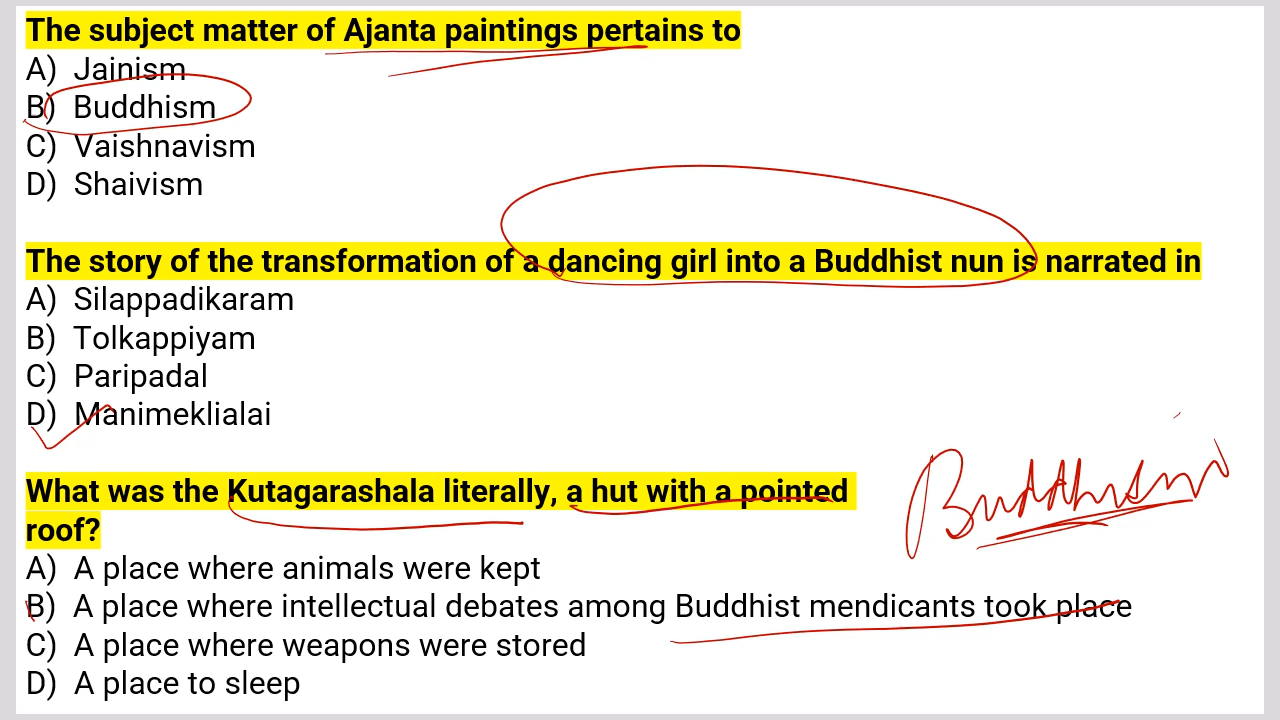 The subject matter of Ajanta paintings pertains to
A) Jainism
B) Buddhism
C) Vaishnavism
D) Shaivism
The story of the transformation of a dancing girl into a Buddhist nun is narrated in
A) Silappadikaram
B) Tolkappiyam
C) Paripadal
D) Manimeklialai
What was the Kutagarashala literally, a hut with a pointed
roof?
Buddhism
A) A place where animals were kept
B) A place where intellectual debates among Buddhist mendicants took place
C) A place where weapons were stored
D) A place to sleep